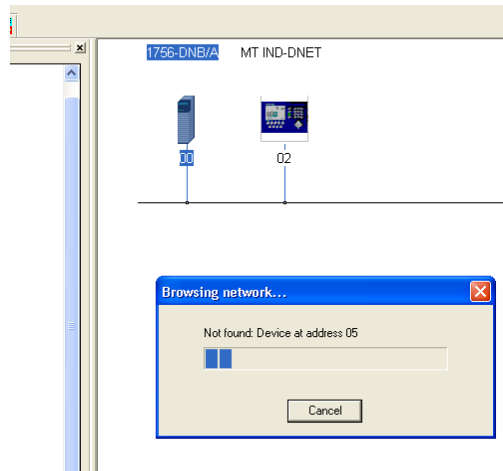 1756-DNB/A MT IND-DNET
00 02
Browsing network...
Not found: Device at address 05
Cancel